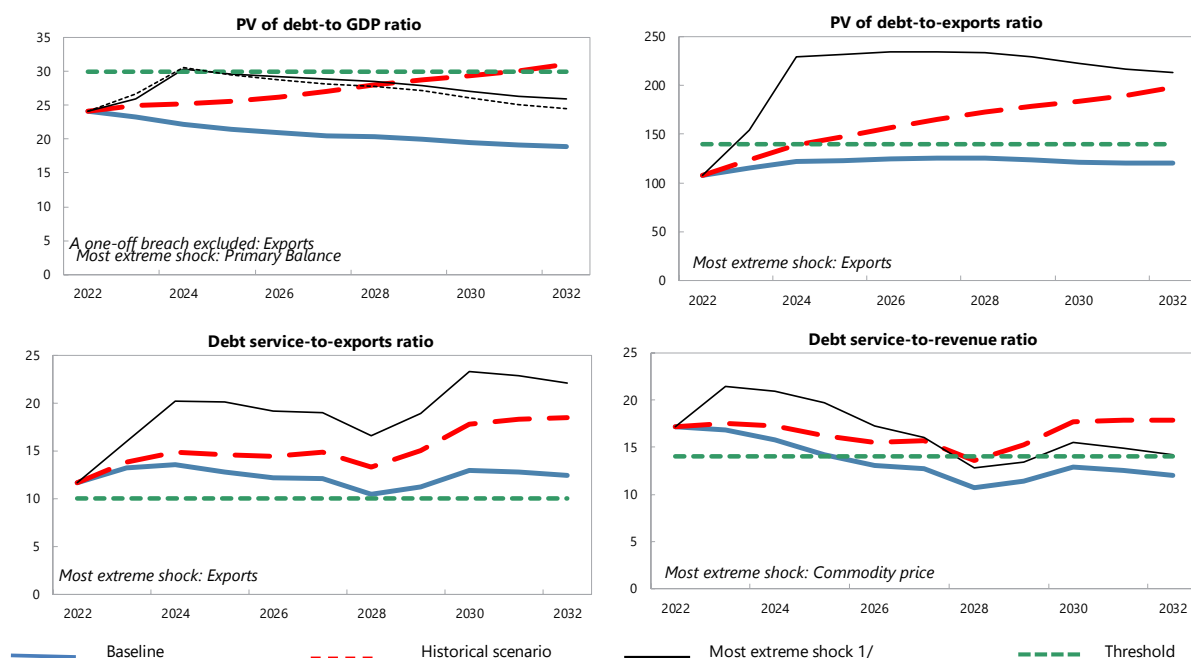 PV of debt-to GDP ratio
35
30
25
20
15
10
5
0
A one-off breach excluded: Exports
Most extreme shock: Primary Balance
2022 2024 2026 2028 2030 2032
PV of debt-to-exports ratio
250
200
150
100
50
0
Most extreme shock: Exports
2022 2024 2026 2028 2030 2032
Debt service-to-exports ratio
25
20
15
10
5
0
Most extreme shock: Exports
2022 2024 2026 2028 2030 2032
Debt service-to-revenue ratio
25
20
15
10
5
0
Most extreme shock: Commodity price
2022 2024 2026 2028 2030 2032
Baseline Historical scenario Most extreme shock 1/ Threshold